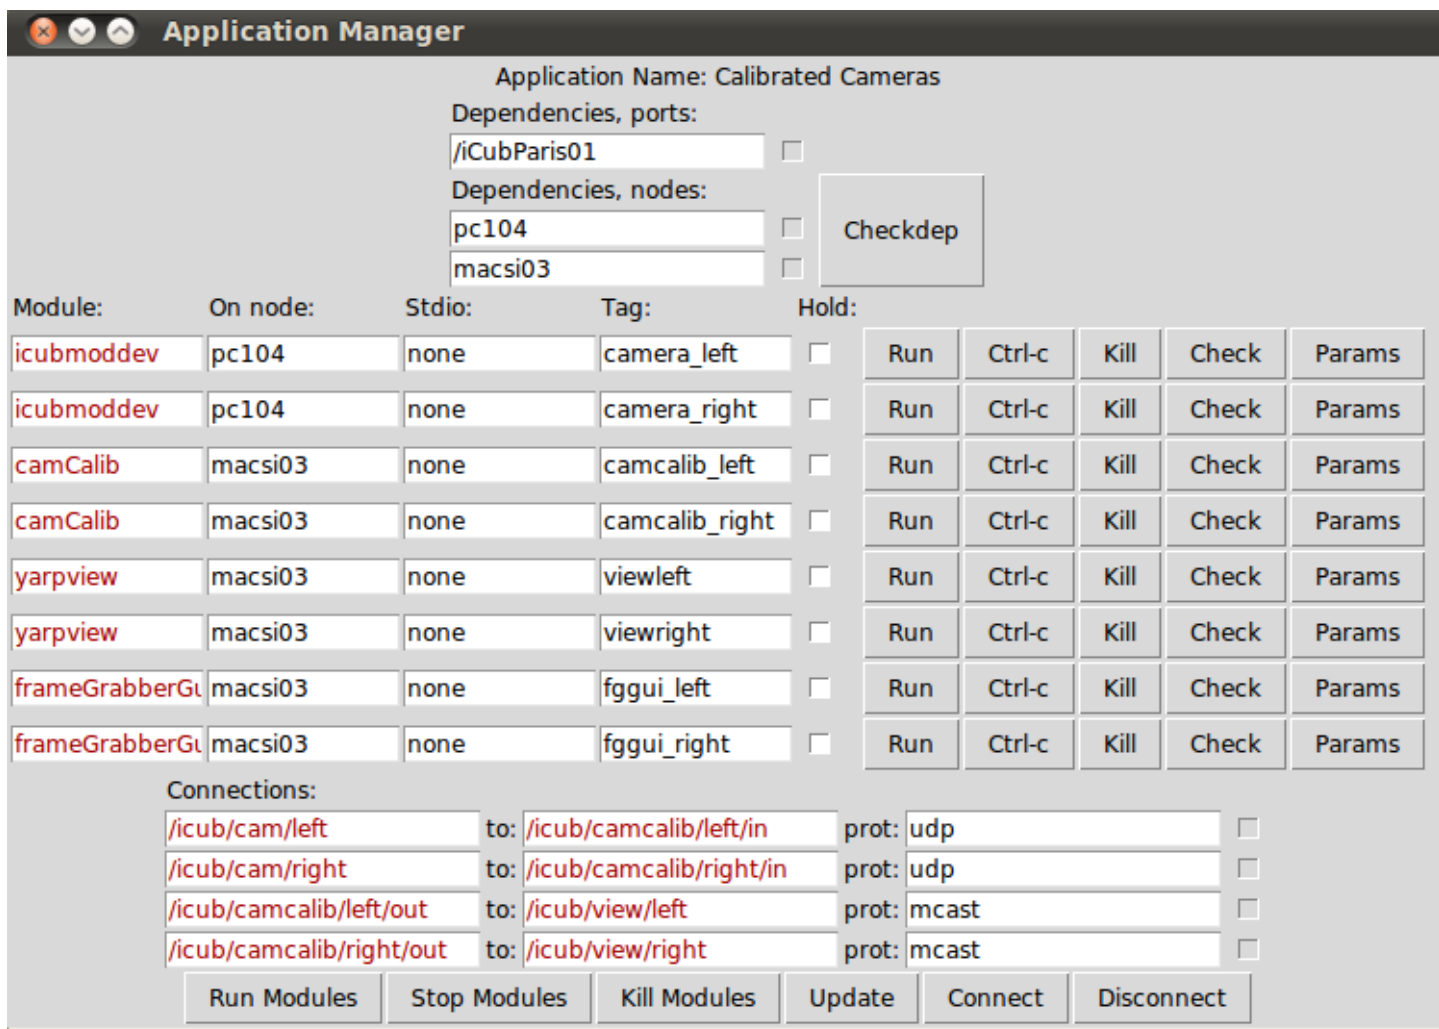 Application Manager
Application Name: Calibrated Cameras
Dependencies, ports:
/iCubParis01
Dependencies, nodes:
pc104
Checkdep
macsi03
Module: On node: Stdio: Tag: Hold:
icubmoddev pc104 none camera_left Run Ctrl-c Kill Check Params
icubmoddev pc104 none camera_right Run Ctrl-c Kill Check Params
camCalib macsi03 none camcalib_left Run Ctrl-c Kill Check Params
camCalib macsi03 none camcalib_right Run Ctrl-c Kill Check Params
yarpview macsi03 none viewleft Run Ctrl-c Kill Check Params
yarpview macsi03 none viewright Run Ctrl-c Kill Check Params
frameGrabberGu macsi03 none fggui_left Run Ctrl-c Kill Check Params
frameGrabberGu macsi03 none fggui_right Run Ctrl-c Kill Check Params
Connections:
/icub/cam/left to: /icub/camcalib/left/in prot: udp
/icub/cam/right to: /icub/camcalib/right/in prot: udp
/icub/camcalib/left/out to: /icub/view/left prot: mcast
/icub/camcalib/right/out to: /icub/view/right prot: mcast
Run Modules Stop Modules Kill Modules Update Connect Disconnect